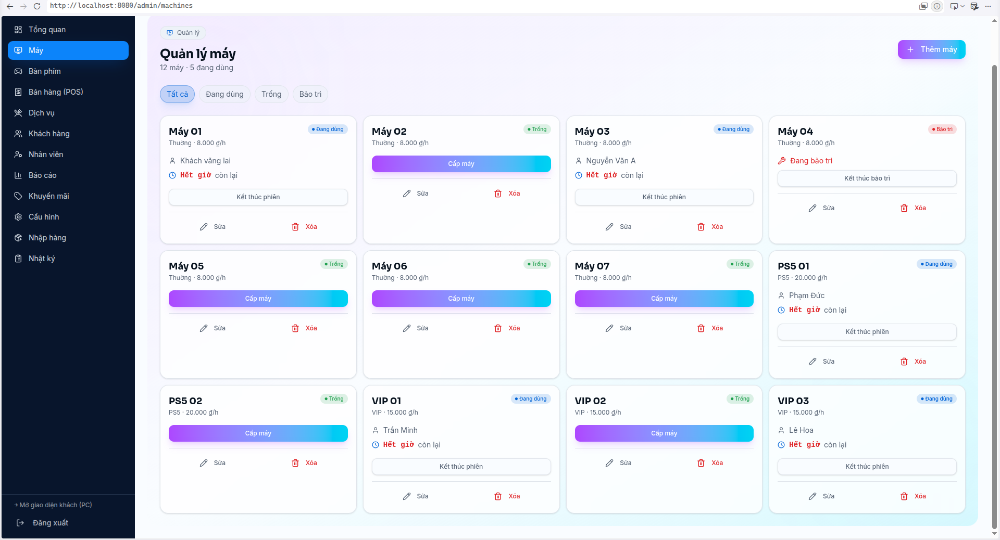 http://localhost:8080/admin/machines
Tổng quan
Máy
Bàn phím
Bán hàng (POS)
Dịch vụ
Khách hàng
Nhân viên
Báo cáo
Khuyến mãi
Cấu hình
Nhập hàng
Nhật ký
→ Mở giao diện khách (PC)
Đăng xuất
Quản lý
Quản lý máy
12 máy · 5 đang dùng
Thêm máy
Tất cả
Đang dùng
Trống
Bảo trì
Máy 01
Đang dùng
Thường · 8.000 ₫/h
Khách vãng lai
Hết giờ còn lại
Kết thúc phiên
Sửa
Xóa
Máy 02
Trống
Thường · 8.000 ₫/h
Cấp máy
Sửa
Xóa
Máy 03
Đang dùng
Thường · 8.000 ₫/h
Nguyễn Văn A
Hết giờ còn lại
Kết thúc phiên
Sửa
Xóa
Máy 04
Bảo trì
Thường · 8.000 ₫/h
Đang bảo trì
Kết thúc bảo trì
Sửa
Xóa
Máy 05
Trống
Thường · 8.000 ₫/h
Cấp máy
Sửa
Xóa
Máy 06
Trống
Thường · 8.000 ₫/h
Cấp máy
Sửa
Xóa
Máy 07
Trống
Thường · 8.000 ₫/h
Cấp máy
Sửa
Xóa
PS5 01
Đang dùng
PS5 · 20.000 ₫/h
Phạm Đức
Hết giờ còn lại
Kết thúc phiên
Sửa
Xóa
PS5 02
Trống
PS5 · 20.000 ₫/h
Cấp máy
Sửa
Xóa
VIP 01
Đang dùng
VIP · 15.000 ₫/h
Trần Minh
Hết giờ còn lại
Kết thúc phiên
Sửa
Xóa
VIP 02
Trống
VIP · 15.000 ₫/h
Cấp máy
Sửa
Xóa
VIP 03
Đang dùng
VIP · 15.000 ₫/h
Lê Hoa
Hết giờ còn lại
Kết thúc phiên
Sửa
Xóa